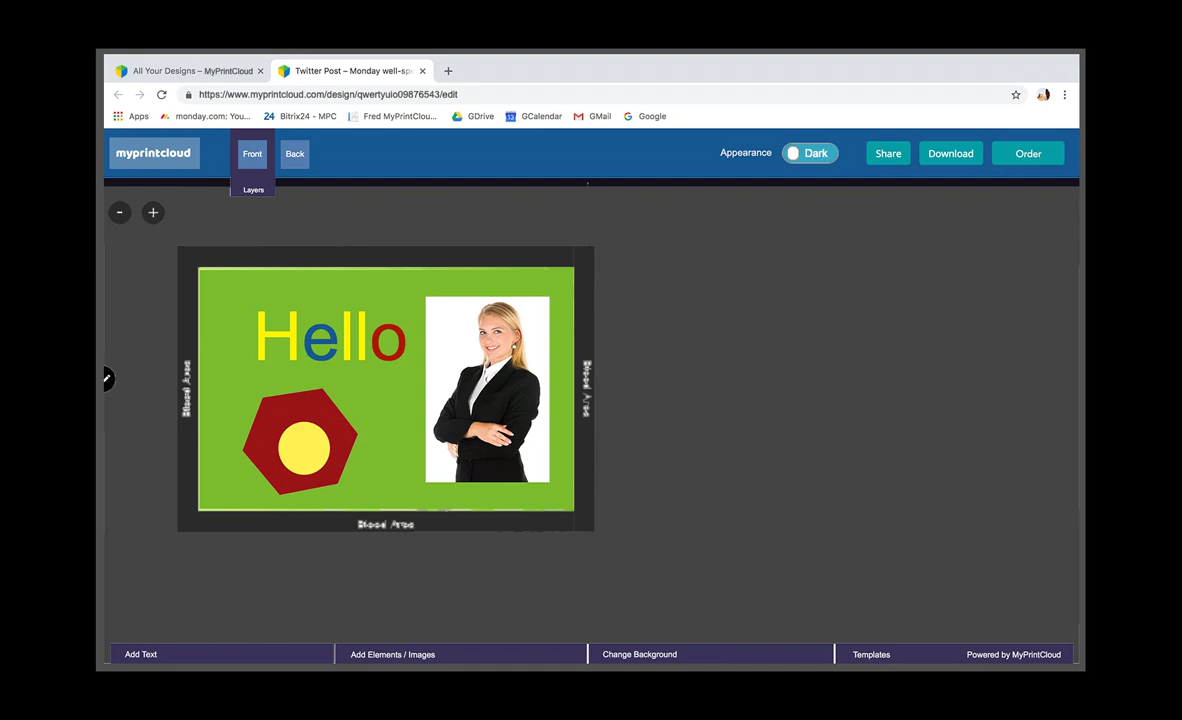 All Your Designs – MyPrintCloud
Twitter Post – Monday well-sp
https://www.myprintcloud.com/design/qwertyuio09876543/edit
Apps
monday.com: You...
24 Bitrix24 - MPC
Fred MyPrintClou...
GDrive
GCalendar
GMail
Google
myprintcloud
Front
Back
Layers
Appearance
Dark
Share
Download
Order
-
+
Hello
Add Text
Add Elements / Images
Change Background
Templates
Powered by MyPrintCloud